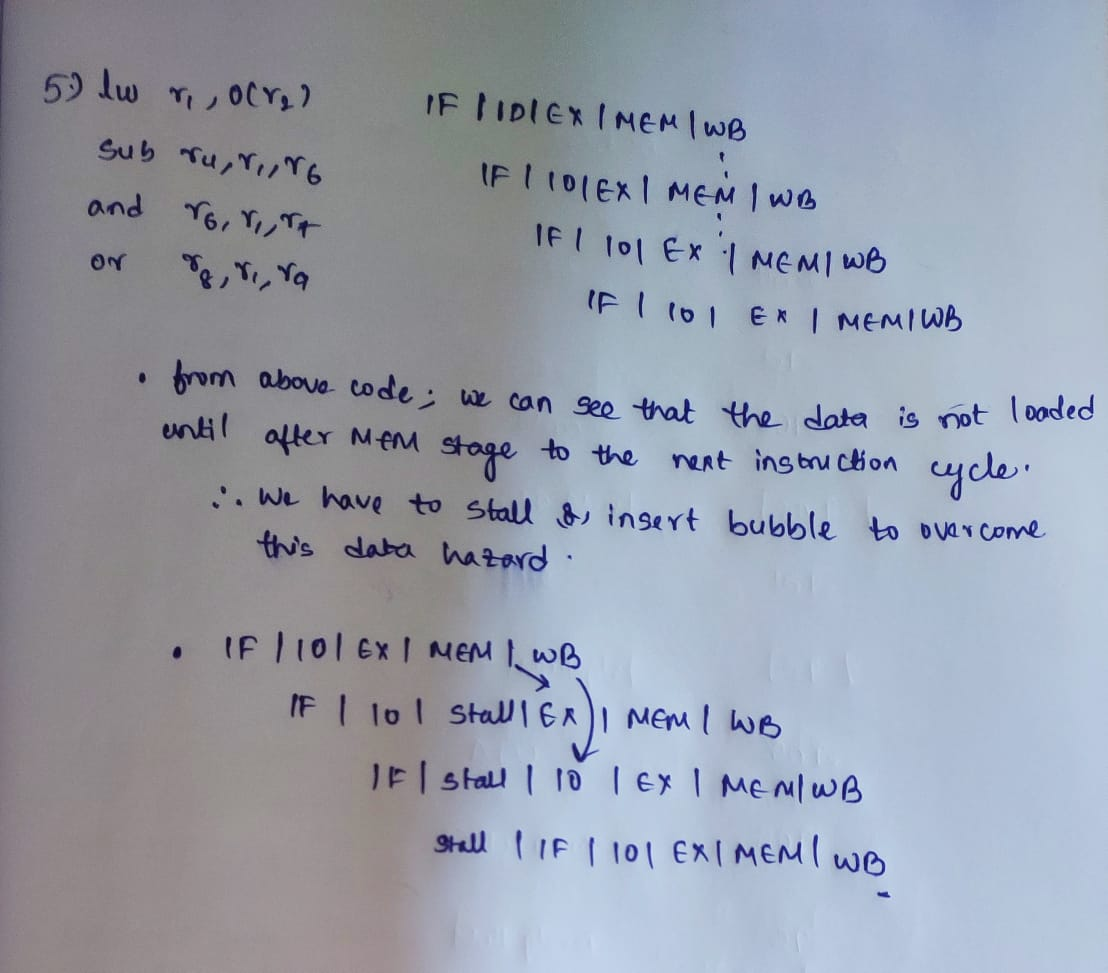 5) lw r1, 0(r2) IF | ID | EX | MEM | WB
sub r4, r1, r6 IF | ID | EX | MEM | WB
and r6, r1, r7 IF | ID | EX | MEM | WB
or r8, r1, r9 IF | ID | EX | MEM | WB
• from above code; we can see that the data is not loaded
until after MEM stage to the next instruction cycle.
∴ We have to stall & insert bubble to overcome
this data hazard.
• IF | ID | EX | MEM | WB
IF | ID | Stall | EX | MEM | WB
IF | stall | ID | EX | MEM | WB
stall | IF | ID | EX | MEM | WB